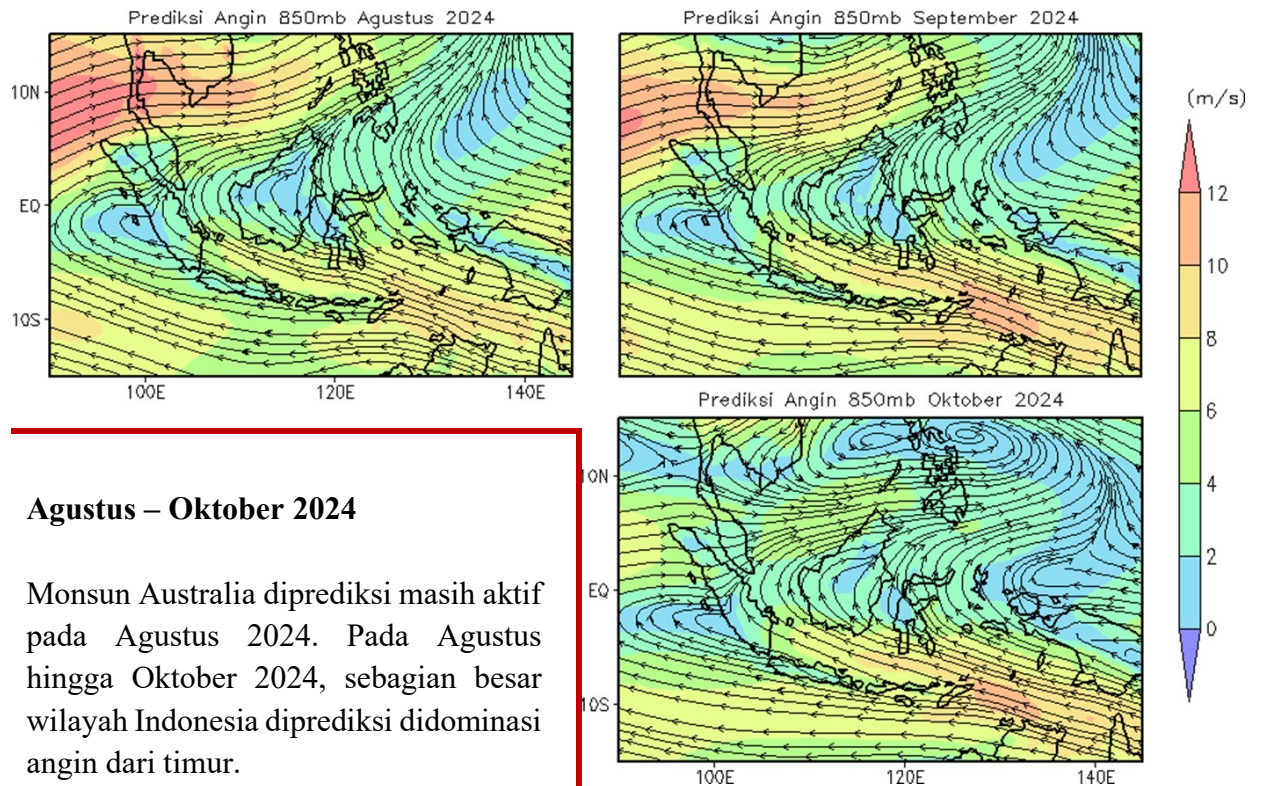 Prediksi Angin 850mb Agustus 2024
Prediksi Angin 850mb September 2024
10N
EQ
10S
100E
120E
140E
(m/s)
12
10
8
6
4
2
0
Prediksi Angin 850mb Oktober 2024
10N
EQ
10S
100E
120E
140E
Agustus – Oktober 2024
Monsun Australia diprediksi masih aktif
pada Agustus 2024. Pada Agustus
hingga Oktober 2024, sebagian besar
wilayah Indonesia diprediksi didominasi
angin dari timur.